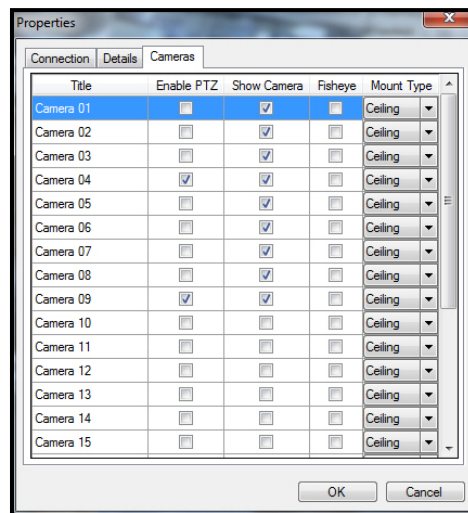 Properties
Connection Details Cameras
Title Enable PTZ Show Camera Fisheye Mount Type
Camera 01 Ceiling
Camera 02 Ceiling
Camera 03 Ceiling
Camera 04 Ceiling
Camera 05 Ceiling
Camera 06 Ceiling
Camera 07 Ceiling
Camera 08 Ceiling
Camera 09 Ceiling
Camera 10 Ceiling
Camera 11 Ceiling
Camera 12 Ceiling
Camera 13 Ceiling
Camera 14 Ceiling
Camera 15 Ceiling
OK Cancel